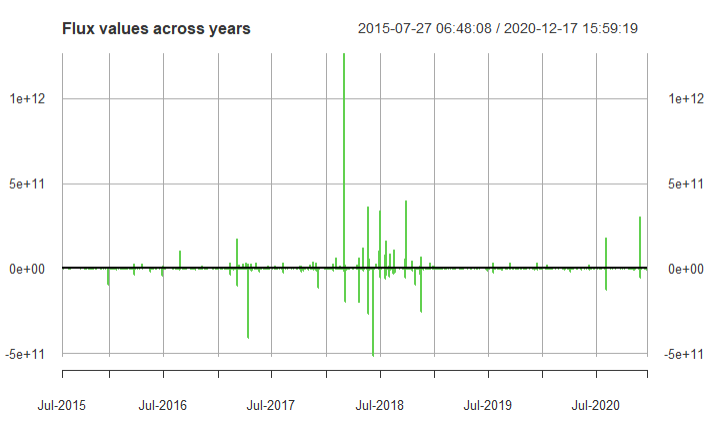 Flux values across years 2015-07-27 06:48:08 / 2020-12-17 15:59:19
1e+12 1e+12
5e+11 5e+11
0e+00 0e+00
-5e+11 -5e+11
Jul-2015 Jul-2016 Jul-2017 Jul-2018 Jul-2019 Jul-2020